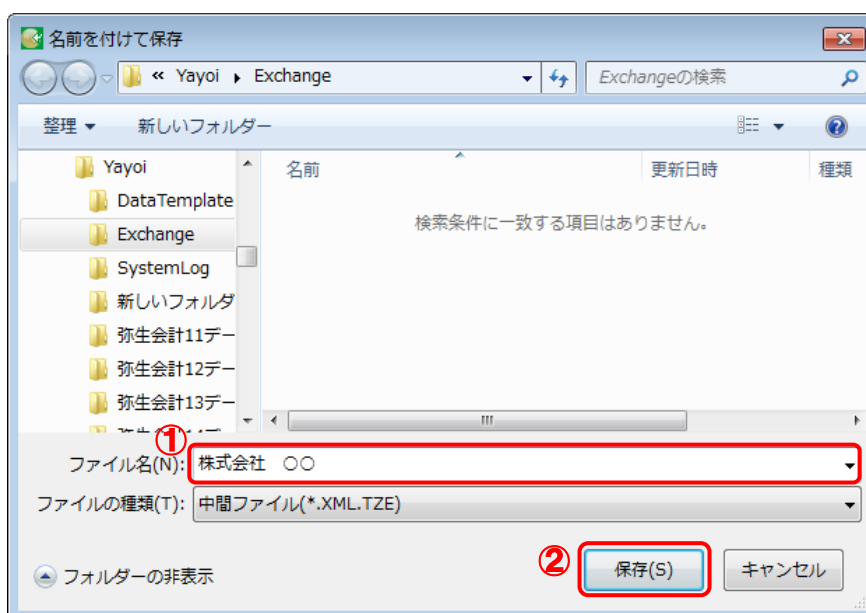 名前を付けて保存
« Yayoi ▸ Exchange
Exchangeの検索
整理 ▼ 新しいフォルダー
Yayoi
DataTemplate
Exchange
SystemLog
新しいフォルダ
弥生会計11デー
弥生会計12デー
弥生会計13デー
名前 更新日時 種類
検索条件に一致する項目はありません。
①
ファイル名(N): 株式会社 ○○
ファイルの種類(T): 中間ファイル(*.XML.TZE)
フォルダーの非表示
②
保存(S) キャンセル